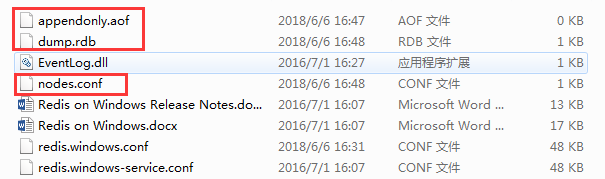 appendonly.aof 2018/6/6 16:47 AOF 文件 1 KB
dump.rdb 2018/6/6 16:48 RDB 文件 1 KB
EventLog.dll 2016/7/1 16:27 应用程序扩展 1 KB
nodes.conf 2018/6/6 16:48 CONF 文件 1 KB
Redis on Windows Release Notes.do... 2016/7/1 16:07 Microsoft Word ... 13 KB
Redis on Windows.docx 2016/7/1 16:07 Microsoft Word ... 17 KB
redis.windows.conf 2018/6/6 16:31 CONF 文件 48 KB
redis.windows-service.conf 2016/7/1 16:07 CONF 文件 48 KB